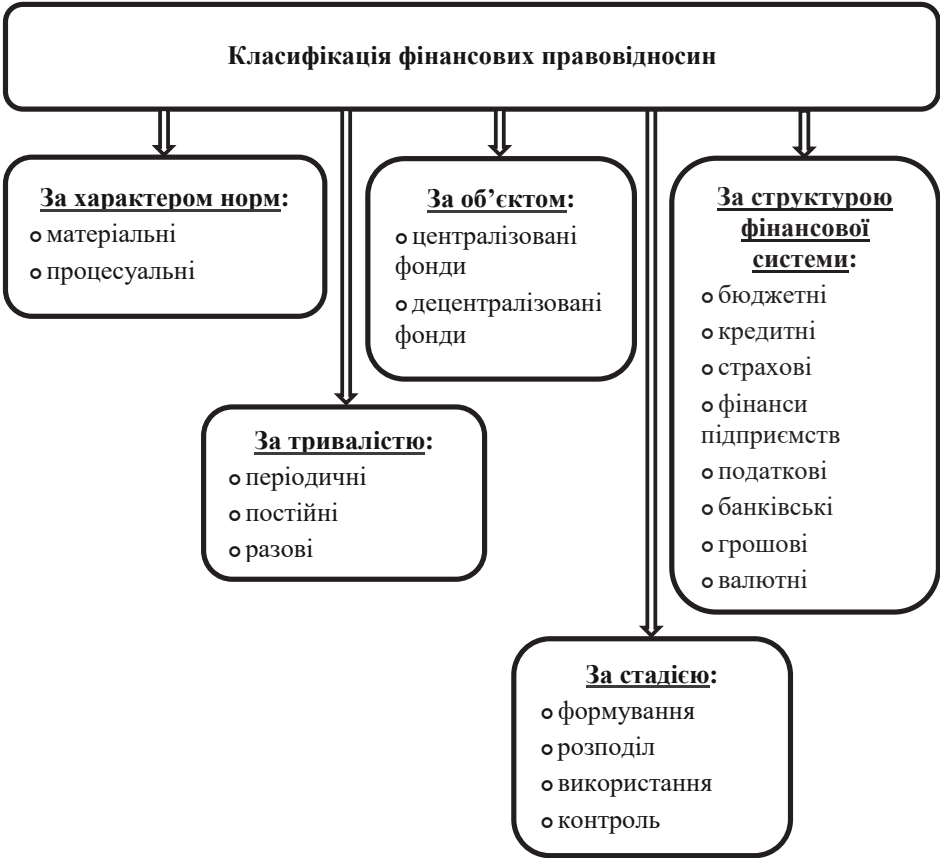 Класифікація фінансових правовідносин
За характером норм:
матеріальні
процесуальні
За об’єктом:
централізовані
фонди
децентралізовані
фонди
За структурою
фінансової
системи:
бюджетні
кредитні
страхові
фінанси
підприємств
податкові
банківські
грошові
валютні
За тривалістю:
періодичні
постійні
разові
За стадією:
формування
розподіл
використання
контроль